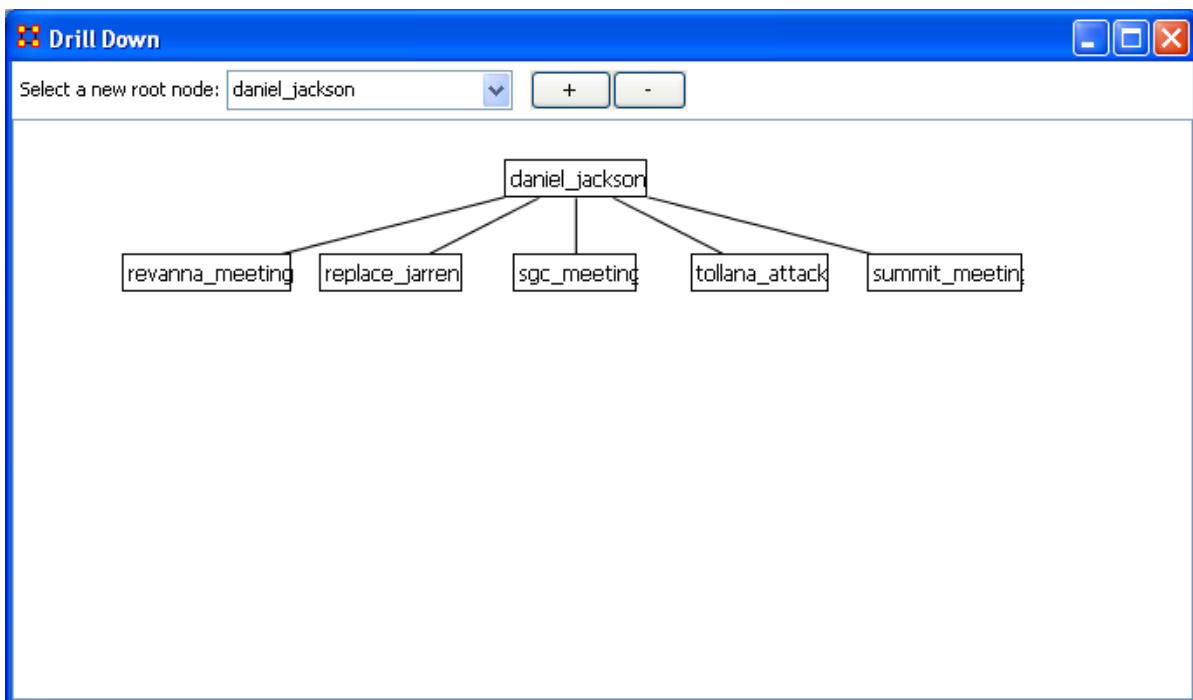 Drill Down
Select a new root node: daniel_jackson + -
daniel_jackson
revanna_meeting replace_jarren sgc_meeting tollana_attack summit_meeting